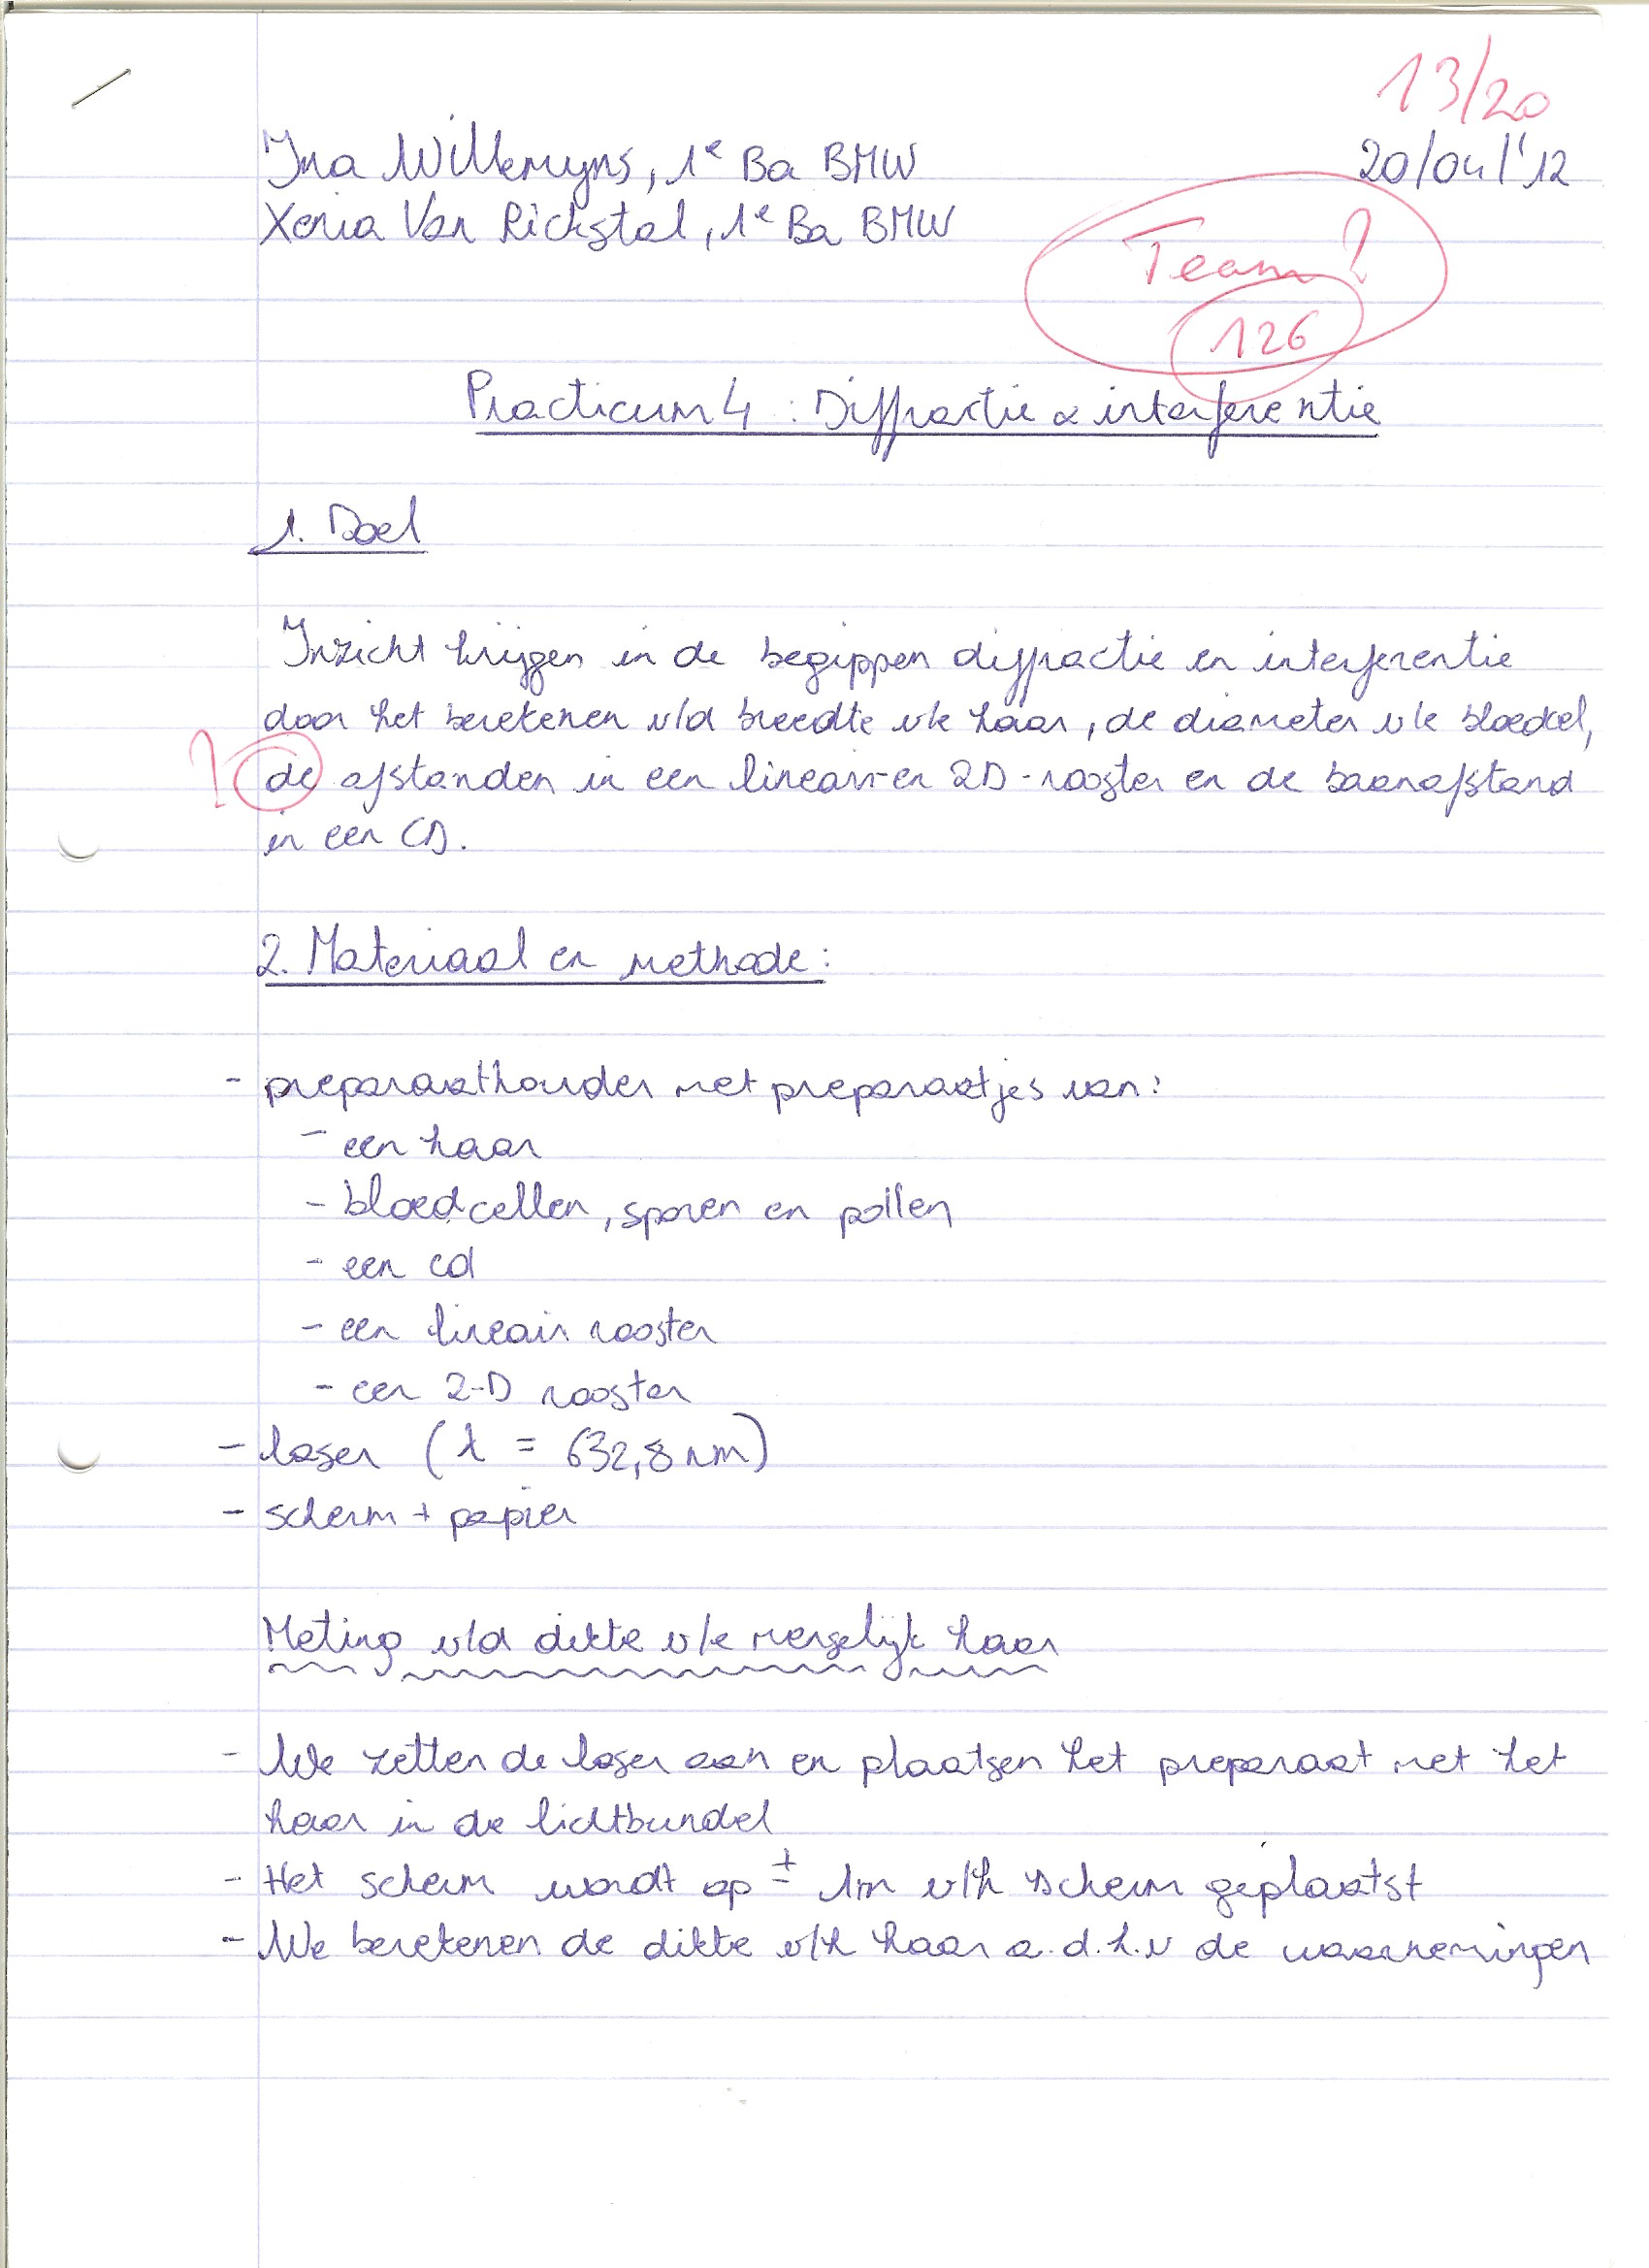 13/20
Ina Willemyns, 1e Ba BMW
20/04/'12
Xenia Van Rickstal, 1e Ba BMW
Team?
126
Practicum 4 : Diffractie & interferentie
1. Doel
Inzicht krijgen in de begrippen diffractie en interferentie
door het berekenen v/d breedte v/e haar, de diameter v/e bloedcel,
? de afstanden in een lineair- en 2D-rooster en de baanafstand
in een CD.
2. Materiaal en methode:
- preparaathouder met preparaatjes van:
- een haar
- bloedcellen, sporen en pollen
- een cd
- een lineair rooster
- een 2-D rooster
- laser (λ = 632,8 nm)
- scherm + papier
Meting v/d dikte v/e menselijk haar
- We zetten de laser aan en plaatsen het preparaat met het
haar in de lichtbundel
- Het scherm wordt op ± 1m v/h scherm geplaatst
- We berekenen de dikte v/h haar a.d.h.v de waarnemingen